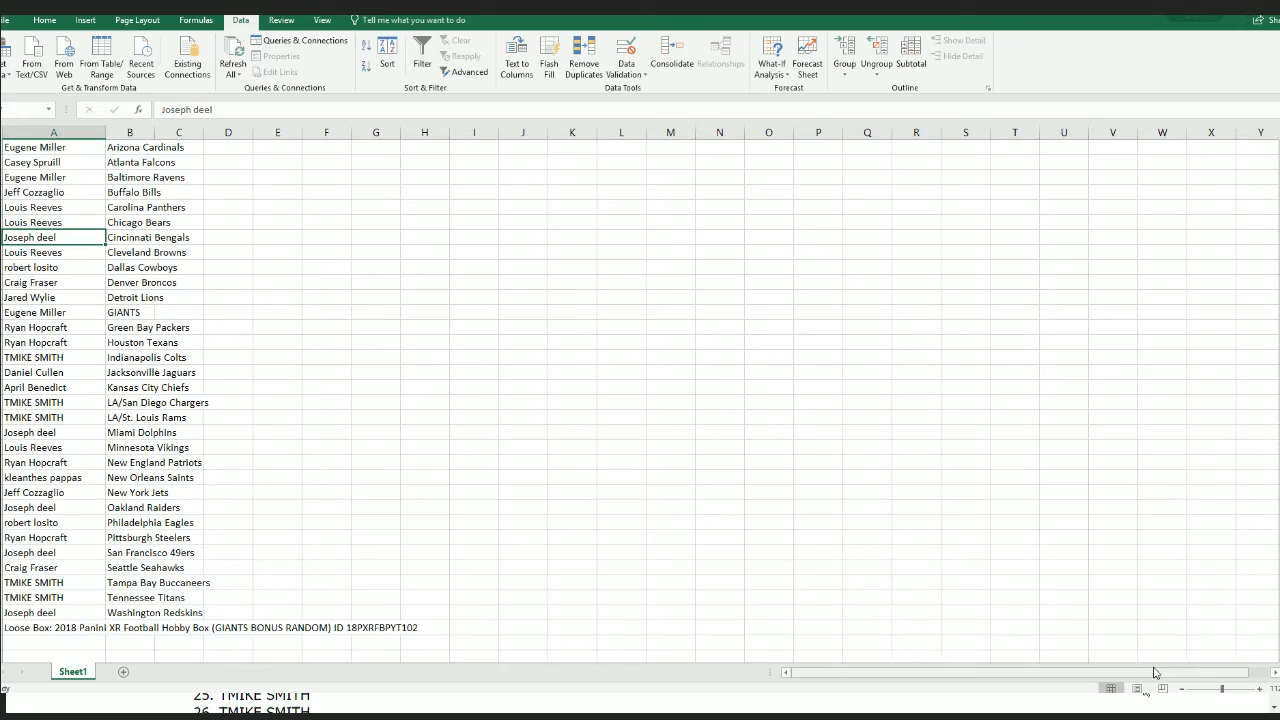 ile Home Insert Page Layout Formulas Data Review View Tell me what you want to do Sha
From Text/CSV From Web From Table/ Range Recent Sources Existing Connections Refresh All Queries & Connections Properties Edit Links Sort Filter Clear Reapply Advanced Text to Columns Flash Fill Remove Duplicates Data Validation Consolidate Relationships What-If Analysis Forecast Sheet Group Ungroup Subtotal Show Detail Hide Detail
Get & Transform Data Queries & Connections Sort & Filter Data Tools Forecast Outline
fx Joseph deel
A B C D E F G H I J K L M N O P Q R S T U V W X Y
Eugene Miller Arizona Cardinals
Casey Spruill Atlanta Falcons
Eugene Miller Baltimore Ravens
Jeff Cozzaglio Buffalo Bills
Louis Reeves Carolina Panthers
Louis Reeves Chicago Bears
Joseph deel Cincinnati Bengals
Louis Reeves Cleveland Browns
robert losito Dallas Cowboys
Craig Fraser Denver Broncos
Jared Wylie Detroit Lions
Eugene Miller GIANTS
Ryan Hopcraft Green Bay Packers
Ryan Hopcraft Houston Texans
TMIKE SMITH Indianapolis Colts
Daniel Cullen Jacksonville Jaguars
April Benedict Kansas City Chiefs
TMIKE SMITH LA/San Diego Chargers
TMIKE SMITH LA/St. Louis Rams
Joseph deel Miami Dolphins
Louis Reeves Minnesota Vikings
Ryan Hopcraft New England Patriots
kleanthes pappas New Orleans Saints
Jeff Cozzaglio New York Jets
Joseph deel Oakland Raiders
robert losito Philadelphia Eagles
Ryan Hopcraft Pittsburgh Steelers
Joseph deel San Francisco 49ers
Craig Fraser Seattle Seahawks
TMIKE SMITH Tampa Bay Buccaneers
TMIKE SMITH Tennessee Titans
Joseph deel Washington Redskins
Loose Box: 2018 Panini XR Football Hobby Box (GIANTS BONUS RANDOM) ID 18PXRFBPYT102
Sheet1
dy
25. TMIKE SMITH
26. TMIKE SMITH